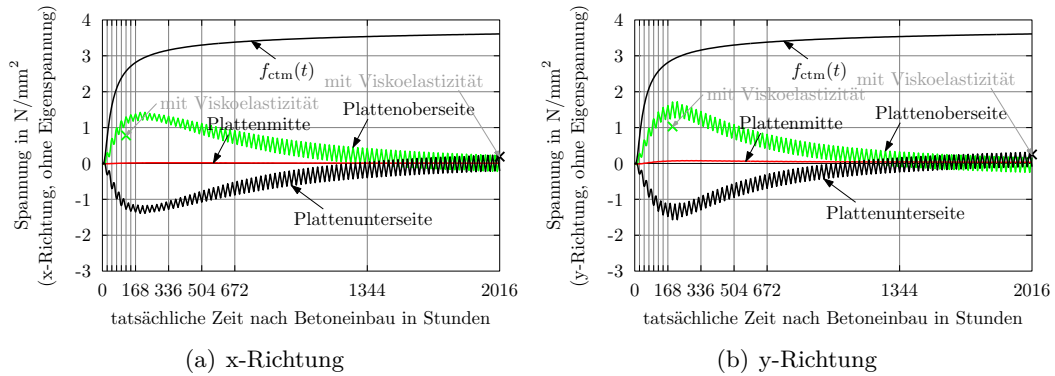 Spannung in N/mm²
(x-Richtung, ohne Eigenspannung)
4
3
2
1
0
-1
-2
-3
f_ctm(t)
mit Viskoelastizität
mit Viskoelastizität
Plattenoberseite
Plattenmitte
Plattenunterseite
0 168 336 504 672 1344 2016
tatsächliche Zeit nach Betoneinbau in Stunden
(a) x-Richtung
Spannung in N/mm²
(y-Richtung, ohne Eigenspannung)
4
3
2
1
0
-1
-2
-3
f_ctm(t)
mit Viskoelastizität
mit Viskoelastizität
Plattenoberseite
Plattenmitte
Plattenunterseite
0 168 336 504 672 1344 2016
tatsächliche Zeit nach Betoneinbau in Stunden
(b) y-Richtung